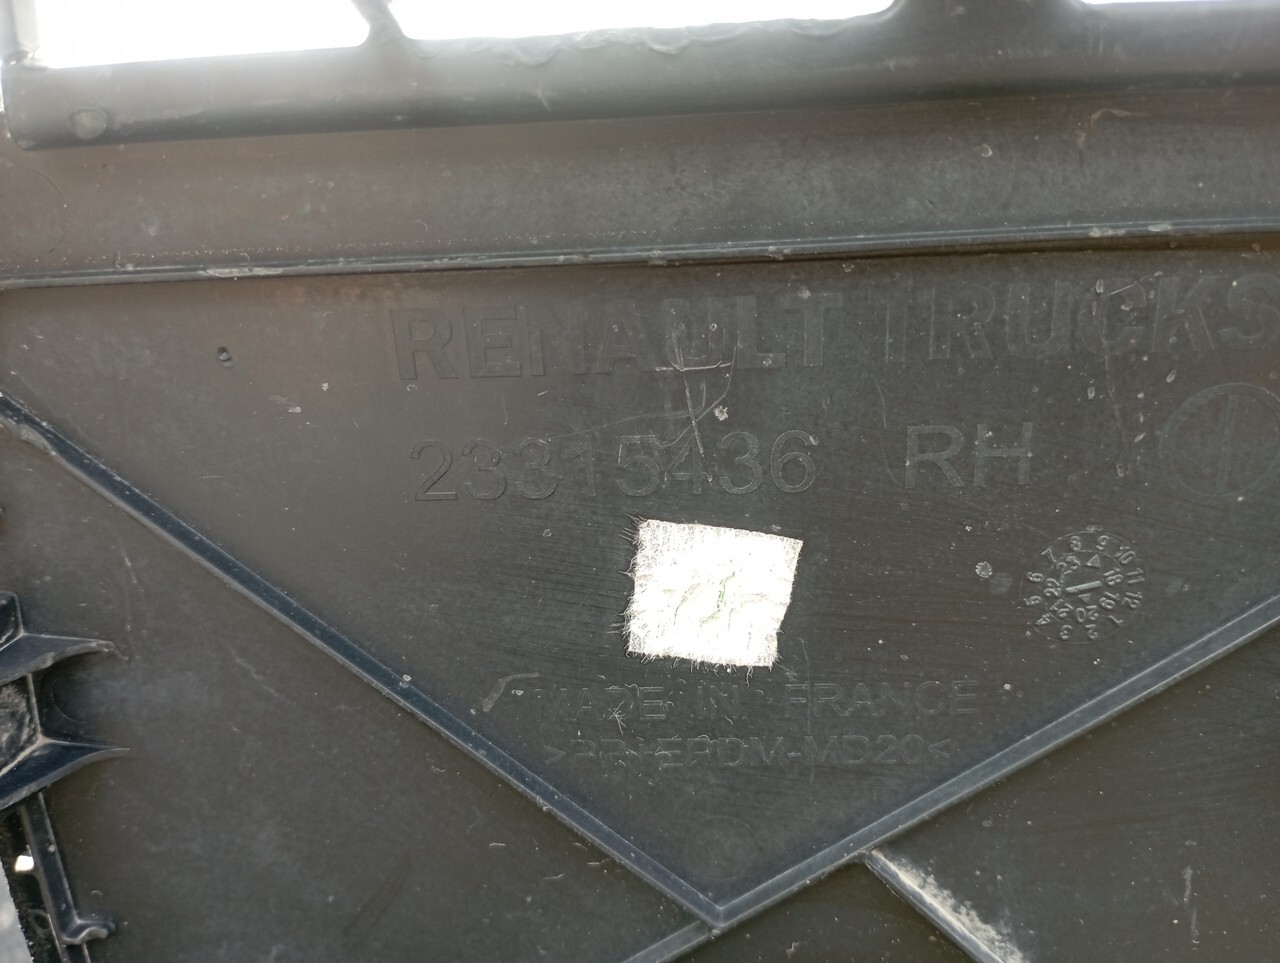 RENAULT TRUCKS
23315436 RH
MADE IN FRANCE
>PP+EPDM-MD20<